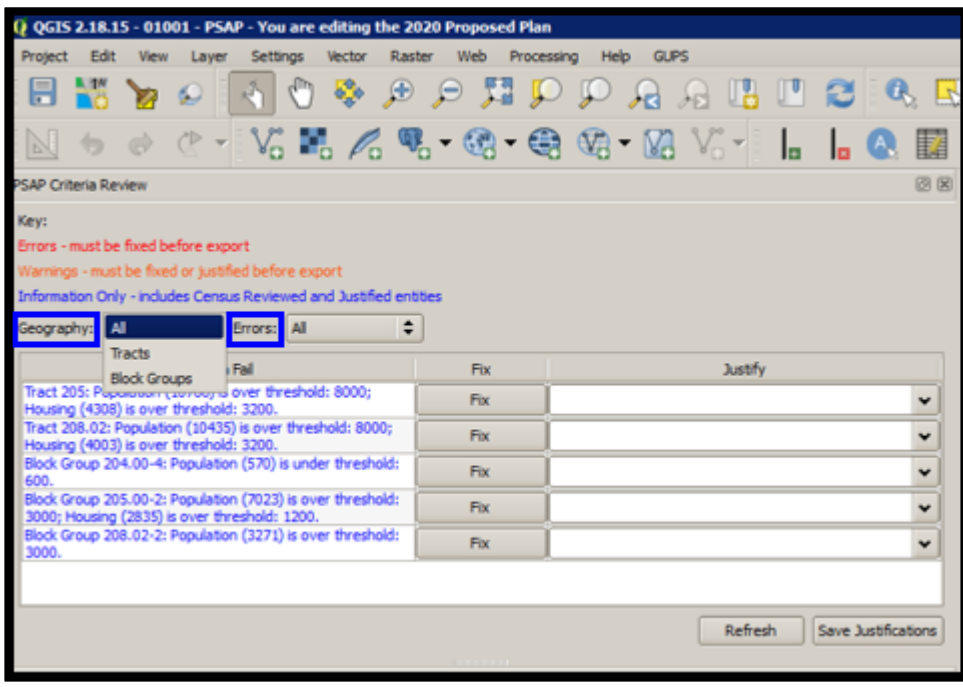 QGIS 2.18.15 - 01001 - PSAP - You are editing the 2020 Proposed Plan
Project Edit View Layer Settings Vector Raster Web Processing Help GUPS
PSAP Criteria Review
Key:
Errors - must be fixed before export
Warnings - must be fixed or justified before export
Information Only - includes Census Reviewed and Justified entities
Geography: All Errors: All
Tracts
Block Groups
Fail Fix Justify
Tract 205: Population is over threshold: 8000;
Housing (4308) is over threshold: 3200.
Fix
Tract 208.02: Population (10435) is over threshold: 8000;
Housing (4003) is over threshold: 3200.
Fix
Block Group 204.00-4: Population (570) is under threshold:
600.
Fix
Block Group 205.00-2: Population (7023) is over threshold:
3000; Housing (2835) is over threshold: 1200.
Fix
Block Group 208.02-2: Population (3271) is over threshold:
3000.
Fix
Refresh Save Justifications